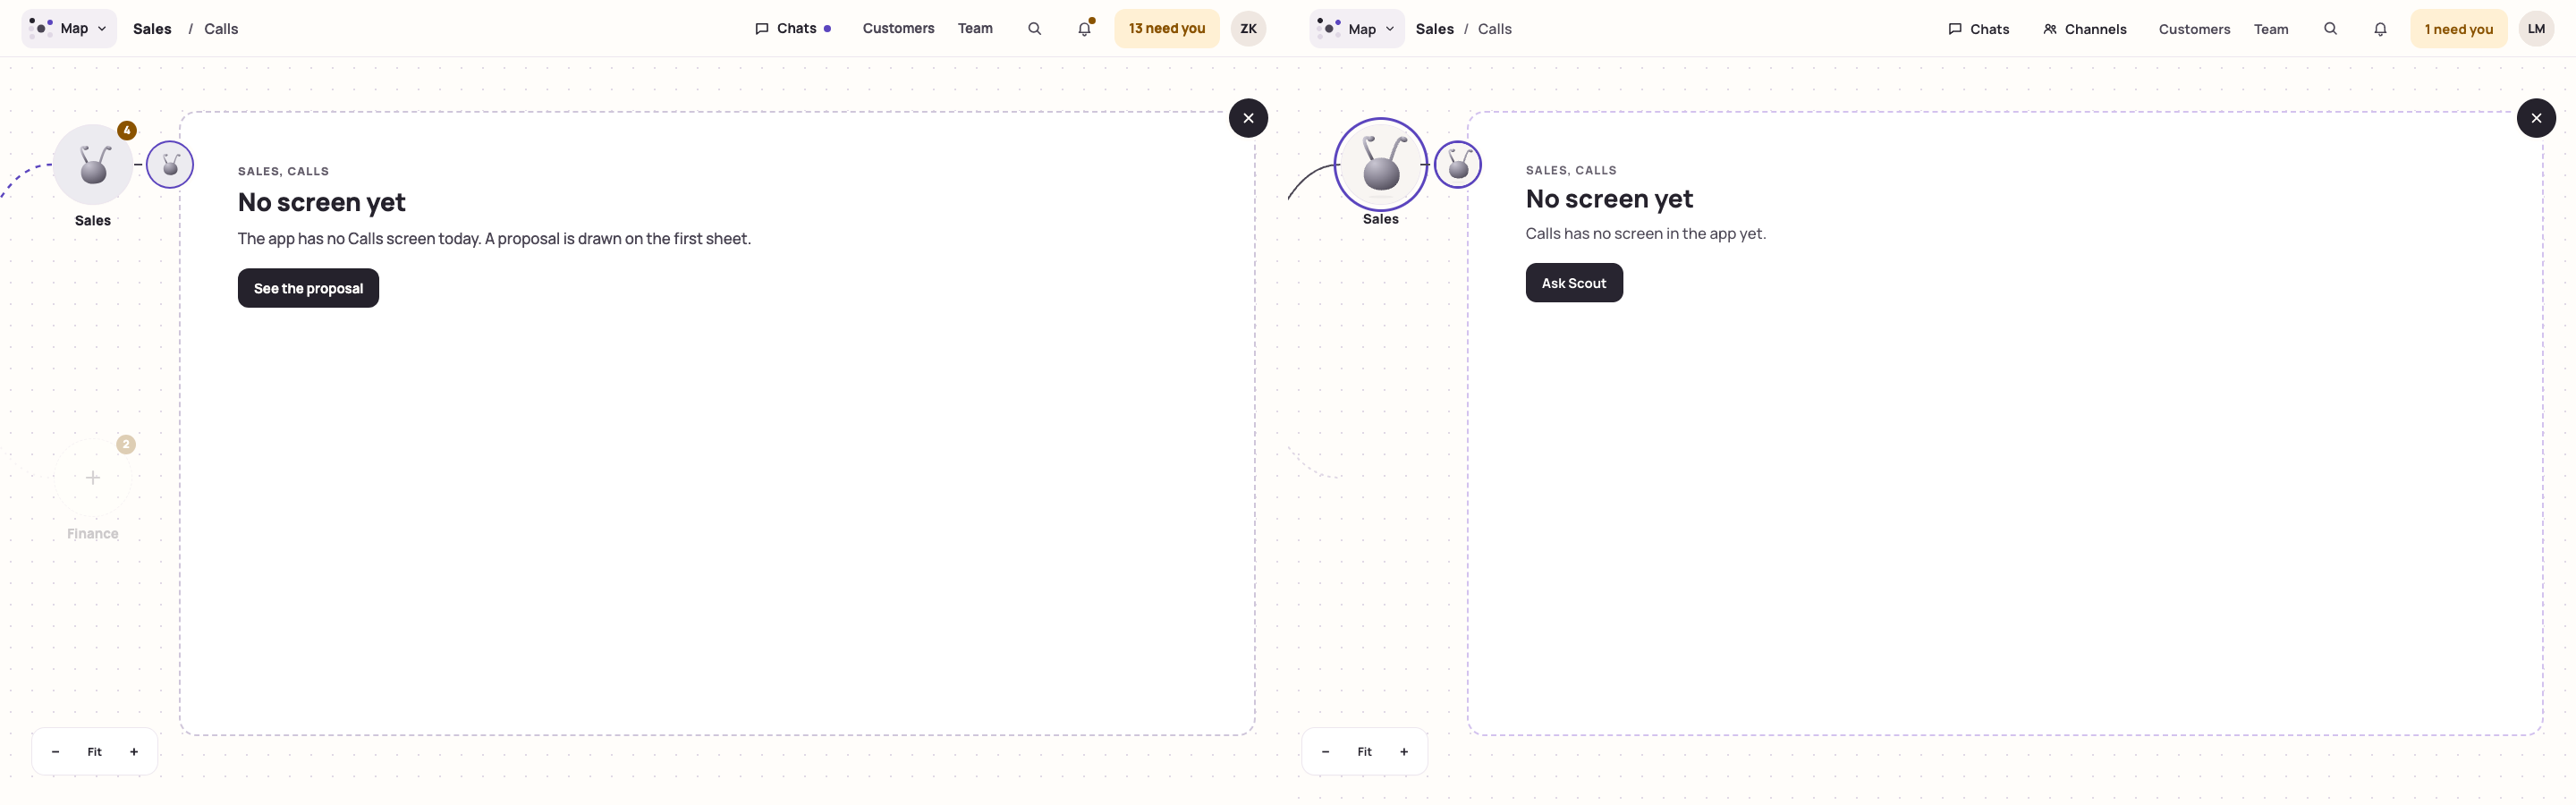 Map
Sales / Calls
Chats
Customers
Team
13 need you
ZK
4
Sales
SALES, CALLS
No screen yet
The app has no Calls screen today. A proposal is drawn on the first sheet.
See the proposal
2
Finance
Fit
Map
Sales / Calls
Chats
Channels
Customers
Team
1 need you
LM
Sales
SALES, CALLS
No screen yet
Calls has no screen in the app yet.
Ask Scout
Fit